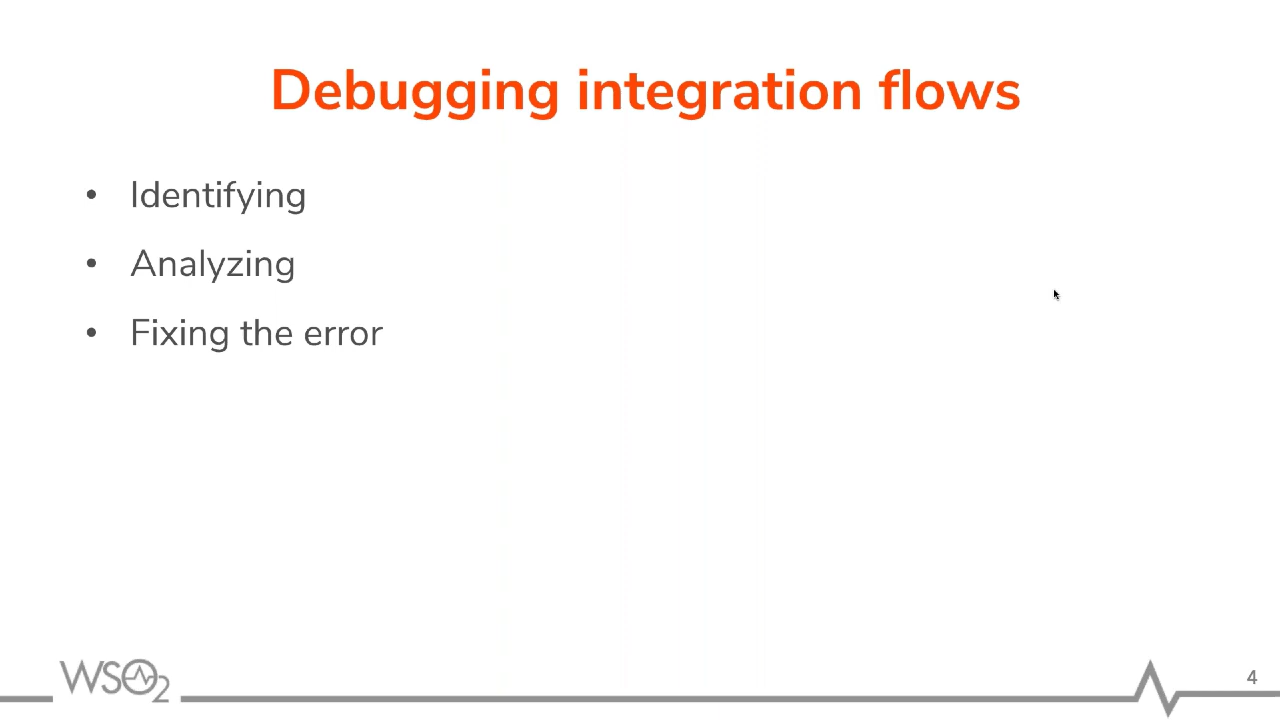 Debugging integration flows
• Identifying
• Analyzing
• Fixing the error
WSO2
4